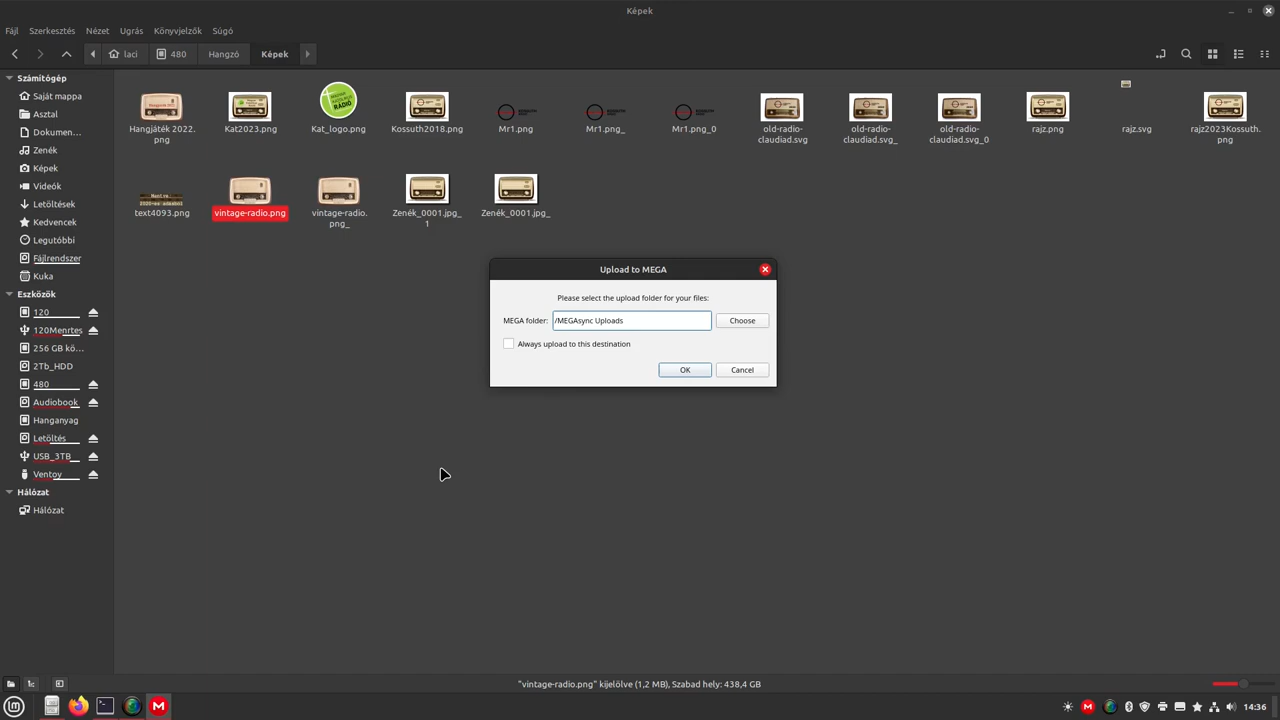 Képek
Fájl Szerkesztés Nézet Ugrás Könyvjelzők Súgó
laci 480 Hangzó Képek
Számítógép
Saját mappa
Asztal
Dokumen...
Zenék
Képek
Videók
Letöltések
Kedvencek
Legutóbbi
Fájlrendszer
Kuka
Eszközök
120
120Menrtes
256 GB kö...
2Tb_HDD
480
Audiobook
Hanganyag
Letöltés
USB_3TB
Ventoy
Hálózat
Hálózat
Hangjáték 2022.
png
Kat2023.png
Kat_logo.png
Kossuth2018.png
Mr1.png
Mr1.png_
Mr1.png_0
old-radio-
claudiad.svg
old-radio-
claudiad.svg_
old-radio-
claudiad.svg_0
rajz.png
rajz.svg
rajz2023Kossuth.
png
text4093.png
vintage-radio.png
vintage-radio.
png_
Zenék_0001.jpg_
1
Zenék_0001.jpg_
Upload to MEGA
Please select the upload folder for your files:
MEGA folder: /MEGAsync Uploads Choose
Always upload to this destination
OK Cancel
"vintage-radio.png" kijelölve (1,2 MB), Szabad hely: 438,4 GB
14:36